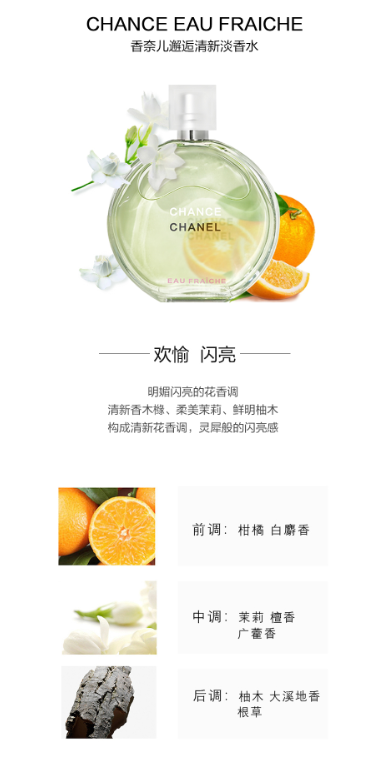 CHANCE EAU FRAICHE
香奈儿邂逅清新淡香水
CHANCE
CHANEL
EAU FRAÎCHE
欢愉 闪亮
明媚闪亮的花香调
清新香木橼、柔美茉莉、鲜明柚木
构成清新花香调，灵犀般的闪亮感
前调：柑橘 白麝香
中调：茉莉 檀香
广藿香
后调：柚木 大溪地香
根草